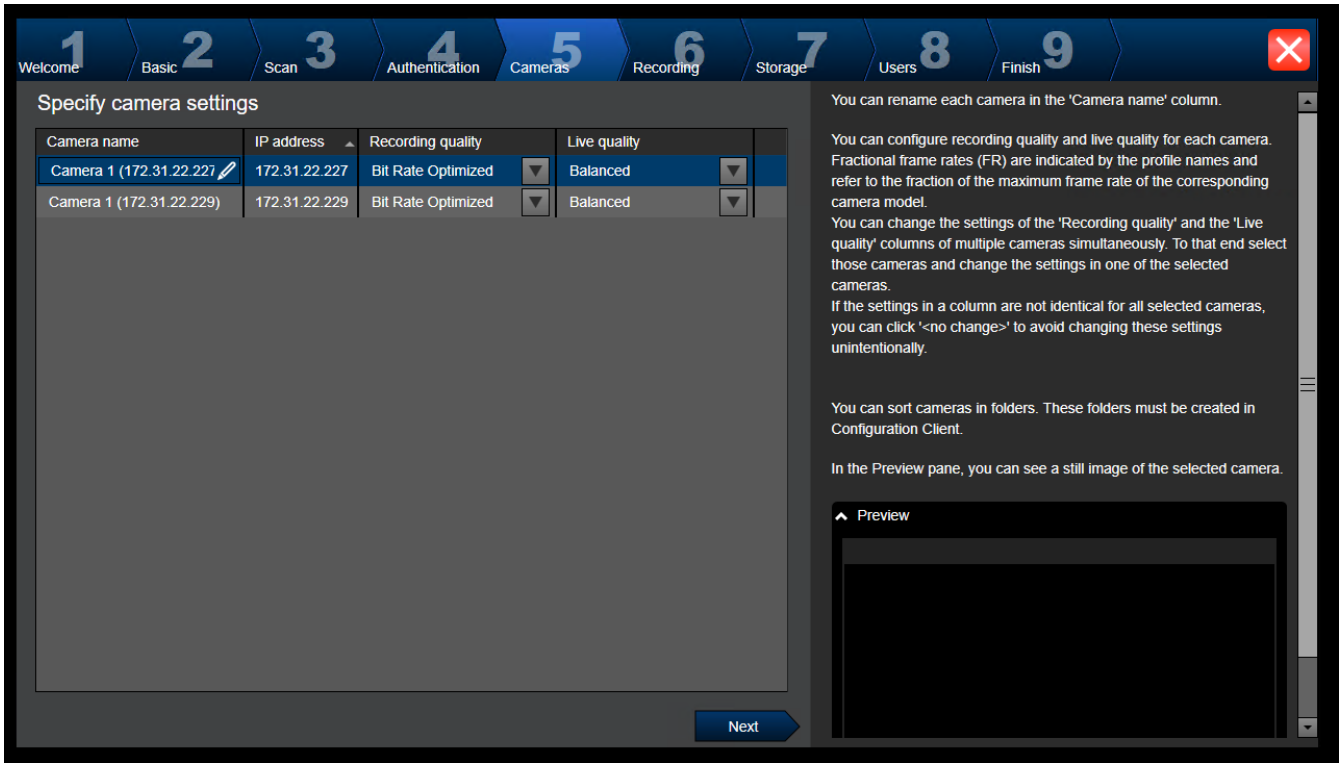 1 Welcome
2 Basic
3 Scan
4 Authentication
5 Cameras
6 Recording
7 Storage
8 Users
9 Finish
Specify camera settings
Camera name IP address Recording quality Live quality
Camera 1 (172.31.22.227 172.31.22.227 Bit Rate Optimized Balanced
Camera 1 (172.31.22.229) 172.31.22.229 Bit Rate Optimized Balanced
Next
You can rename each camera in the 'Camera name' column.
You can configure recording quality and live quality for each camera.
Fractional frame rates (FR) are indicated by the profile names and
refer to the fraction of the maximum frame rate of the corresponding
camera model.
You can change the settings of the 'Recording quality' and the 'Live
quality' columns of multiple cameras simultaneously. To that end select
those cameras and change the settings in one of the selected
cameras.
If the settings in a column are not identical for all selected cameras,
you can click '<no change>' to avoid changing these settings
unintentionally.
You can sort cameras in folders. These folders must be created in
Configuration Client.
In the Preview pane, you can see a still image of the selected camera.
Preview